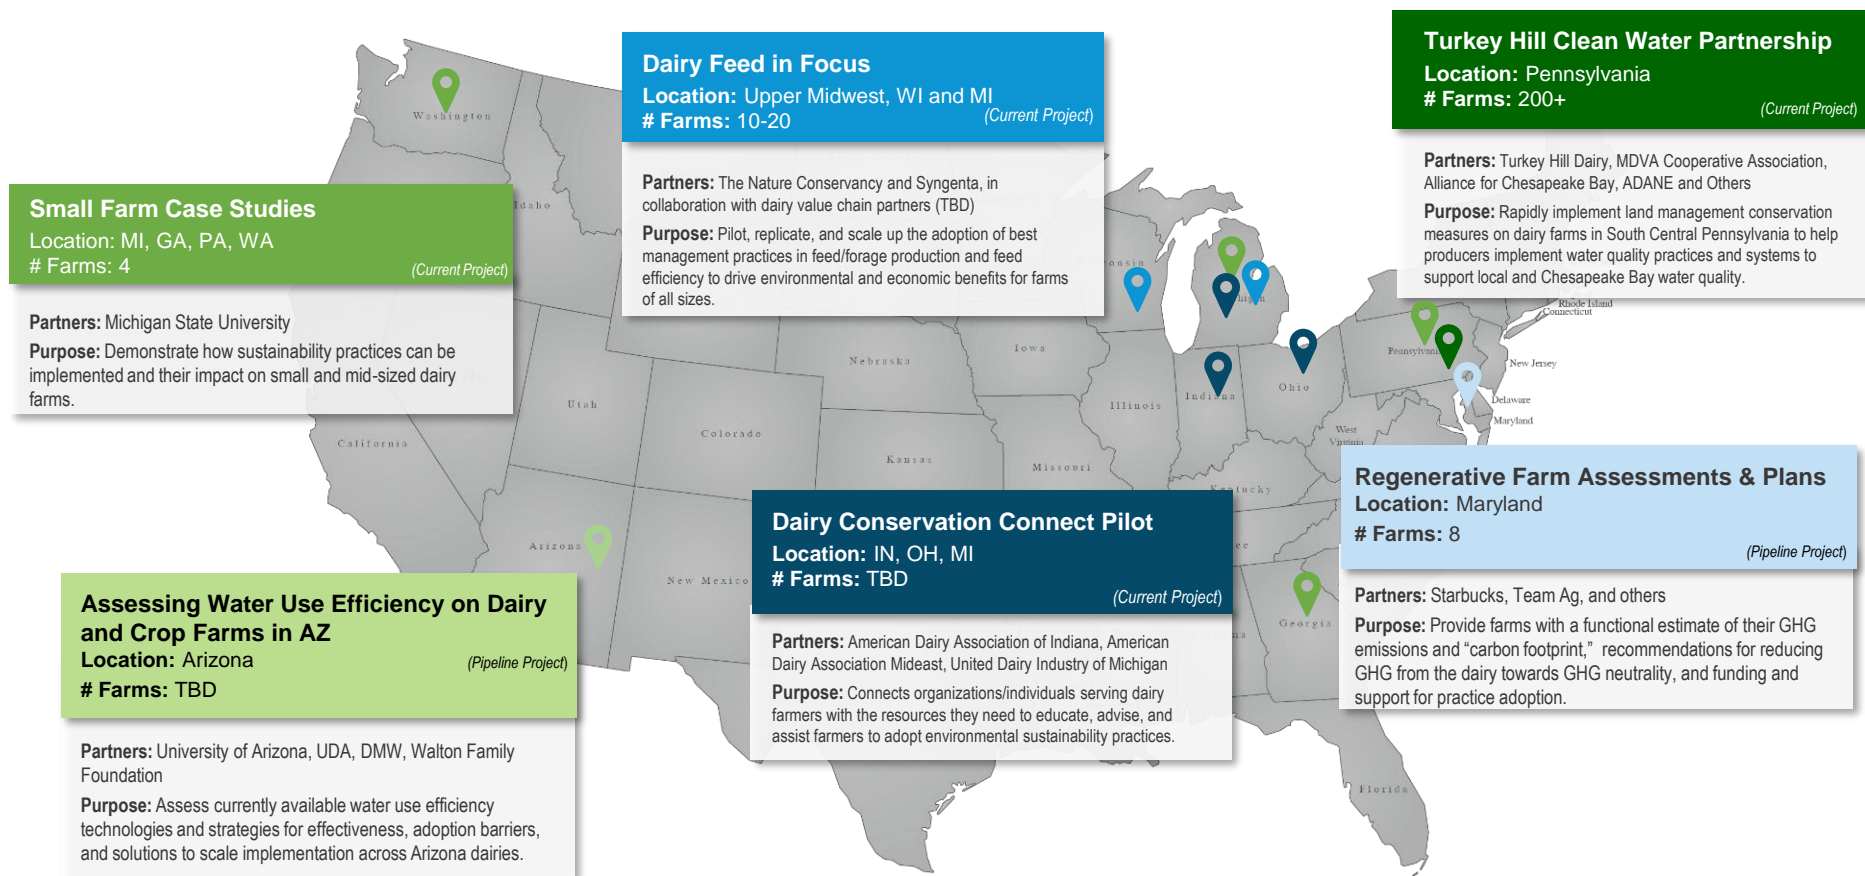 Small Farm Case Studies
Location: MI, GA, PA, WA
# Farms: 4
(Current Project)
Partners: Michigan State University
Purpose: Demonstrate how sustainability practices can be
implemented and their impact on small and mid-sized dairy
farms.
Dairy Feed in Focus
Location: Upper Midwest, WI and MI
# Farms: 10-20
(Current Project)
Partners: The Nature Conservancy and Syngenta, in
collaboration with dairy value chain partners (TBD)
Purpose: Pilot, replicate, and scale up the adoption of best
management practices in feed/forage production and feed
efficiency to drive environmental and economic benefits for farms
of all sizes.
Turkey Hill Clean Water Partnership
Location: Pennsylvania
# Farms: 200+
(Current Project)
Partners: Turkey Hill Dairy, MDVA Cooperative Association,
Alliance for Chesapeake Bay, ADANE and Others
Purpose: Rapidly implement land management conservation
measures on dairy farms in South Central Pennsylvania to help
producers implement water quality practices and systems to
support local and Chesapeake Bay water quality.
Assessing Water Use Efficiency on Dairy
and Crop Farms in AZ
Location: Arizona
(Pipeline Project)
# Farms: TBD
Partners: University of Arizona, UDA, DMW, Walton Family
Foundation
Purpose: Assess currently available water use efficiency
technologies and strategies for effectiveness, adoption barriers,
and solutions to scale implementation across Arizona dairies.
Dairy Conservation Connect Pilot
Location: IN, OH, MI
# Farms: TBD
(Current Project)
Partners: American Dairy Association of Indiana, American
Dairy Association Mideast, United Dairy Industry of Michigan
Purpose: Connects organizations/individuals serving dairy
farmers with the resources they need to educate, advise, and
assist farmers to adopt environmental sustainability practices.
Regenerative Farm Assessments & Plans
Location: Maryland
# Farms: 8
(Pipeline Project)
Partners: Starbucks, Team Ag, and others
Purpose: Provide farms with a functional estimate of their GHG
emissions and “carbon footprint,” recommendations for reducing
GHG from the dairy towards GHG neutrality, and funding and
support for practice adoption.
Washington
Idaho
Utah
California
Colorado
Nebraska
Kansas
Iowa
Missouri
Illinois
Indiana
Ohio
Kentucky
West
Virginia
Pennsylvania
Rhode Island
Connecticut
New Jersey
Delaware
Maryland
Arizona
New Mexico
Georgia
Florida